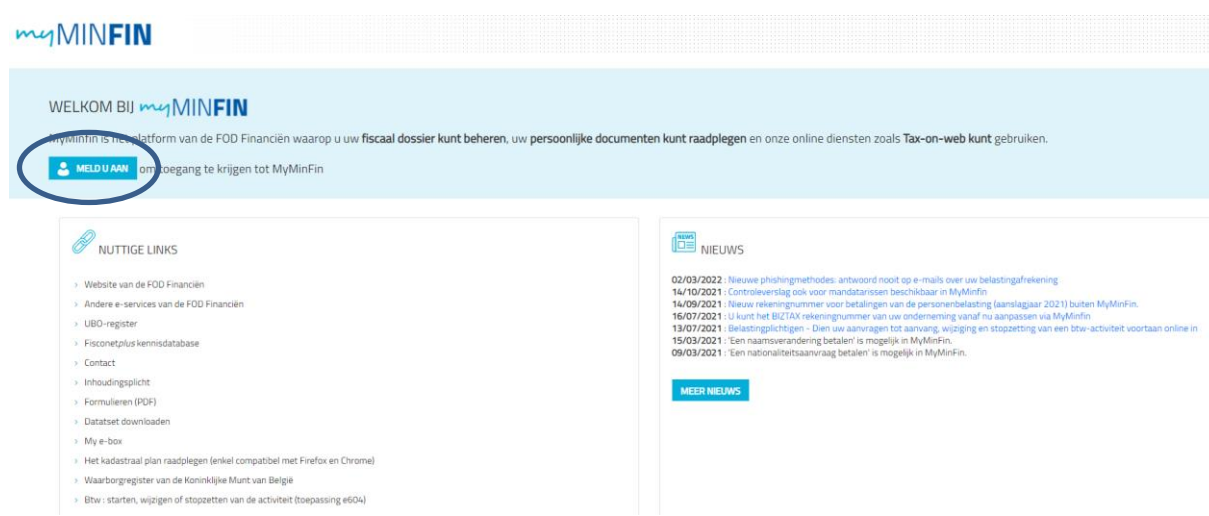 myMINFIN
WELKOM BIJ myMINFIN
MyMinfin is het platform van de FOD Financiën waarop u uw fiscaal dossier kunt beheren, uw persoonlijke documenten kunt raadplegen en onze online diensten zoals Tax-on-web kunt gebruiken.
MELD U AAN om toegang te krijgen tot MyMinFin
NUTTIGE LINKS
Website van de FOD Financiën
Andere e-services van de FOD Financiën
UBO-register
Fisconetplus kennisdatabase
Contact
Inhoudingsplicht
Formulieren (PDF)
Datatset downloaden
My e-box
Het kadastraal plan raadplegen (enkel compatibel met Firefox en Chrome)
Waarborgregister van de Koninklijke Munt van België
Btw : starten, wijzigen of stopzetten van de activiteit (toepassing e604)
NEWS
NIEUWS
02/03/2022 : Nieuwe phishingmethodes: antwoord nooit op e-mails over uw belastingafrekening
14/10/2021 : Controleverslag ook voor mandatarissen beschikbaar in MyMinfin
14/09/2021 : Nieuw rekeningnummer voor betalingen van de personenbelasting (aanslagjaar 2021) buiten MyMinFin.
16/07/2021 : U kunt het BIZTAX rekeningnummer van uw onderneming vanaf nu aanpassen via MyMinfin
13/07/2021 : Belastingplichtigen - Dien uw aanvragen tot aanvang, wijziging en stopzetting van een btw-activiteit voortaan online in
15/03/2021 : 'Een naamsverandering betalen' is mogelijk in MyMinFin.
09/03/2021 : 'Een nationaliteitsaanvraag betalen' is mogelijk in MyMinFin.
MEER NIEUWS